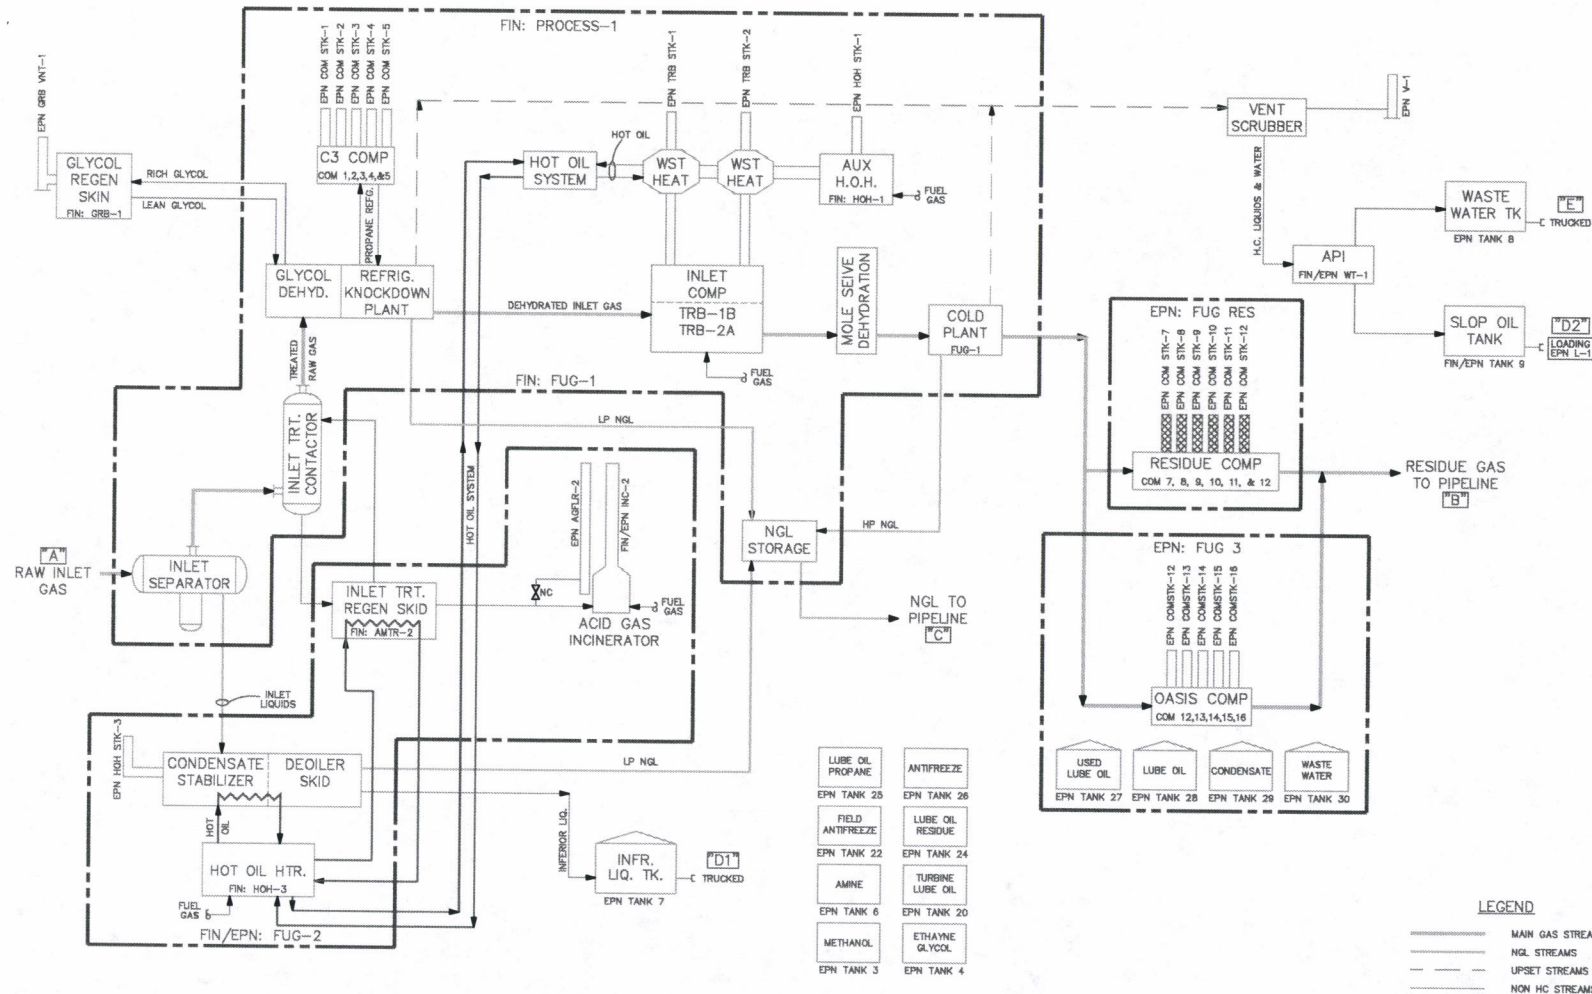 FIN: PROCESS-1
EPN GRB VNT-1
GLYCOL
REGEN
SKIN
FIN: GRB-1
RICH GLYCOL
LEAN GLYCOL
EPN COM STK-1
EPN COM STK-2
EPN COM STK-3
EPN COM STK-4
EPN COM STK-5
C3 COMP
COM 1,2,3,4,&5
PROPANE REFG.
GLYCOL
DEHYD.
REFRIG.
KNOCKDOWN
PLANT
HOT OIL
HOT OIL
SYSTEM
EPN TRB STK-1
WST
HEAT
EPN TRB STK-2
WST
HEAT
EPN HOH STK-1
AUX
H.O.H.
FIN: HOH-1
FUEL
GAS
DEHYDRATED INLET GAS
INLET
COMP
TRB-1B
TRB-2A
FUEL
GAS
MOLE SEIVE
DEHYDRATION
COLD
PLANT
FUG-1
VENT
SCRUBBER
EPN V-1
H.C. LIQUIDS & WATER
API
FIN/EPN WT-1
WASTE
WATER TK
EPN TANK 8
"E"
TRUCKED
SLOP OIL
TANK
FIN/EPN TANK 9
"D2"
LOADING
EPN L-1
TREATED
RAW GAS
INLET TRT.
CONTACTOR
FIN: FUG-1
LP NGL
EPN: FUG RES
EPN COM STK-7
EPN COM STK-8
EPN COM STK-9
EPN COM STK-10
EPN COM STK-11
EPN COM STK-12
RESIDUE COMP
COM 7, 8, 9, 10, 11, & 12
RESIDUE GAS
TO PIPELINE
"B"
"A"
RAW INLET
GAS
INLET
SEPARATOR
INLET TRT.
REGEN SKID
FIN: AMTR-2
NC
EPN AGFLR-2
FIN/EPN INC-2
FUEL
GAS
ACID GAS
INCINERATOR
HOT OIL SYSTEM
NGL
STORAGE
HP NGL
NGL TO
PIPELINE
"C"
EPN: FUG 3
EPN COMSTK-12
EPN COMSTK-13
EPN COMSTK-14
EPN COMSTK-15
EPN COMSTK-16
OASIS COMP
COM 12,13,14,15,16
USED
LUBE OIL
EPN TANK 27
LUBE OIL
EPN TANK 28
CONDENSATE
EPN TANK 29
WASTE
WATER
EPN TANK 30
INLET
LIQUIDS
EPN HOH STK-3
CONDENSATE
STABILIZER
DEOILER
SKID
LP NGL
HOT
OIL
HOT OIL HTR.
FIN: HOH-3
FUEL
GAS
FIN/EPN: FUG-2
INFERIOR LIQ.
INFR.
LIQ. TK.
EPN TANK 7
"D1"
TRUCKED
LUBE OIL
PROPANE
EPN TANK 25
ANTIFREEZE
EPN TANK 26
FIELD
ANTIFREEZE
EPN TANK 22
LUBE OIL
RESIDUE
EPN TANK 24
AMINE
EPN TANK 6
TURBINE
LUBE OIL
EPN TANK 20
METHANOL
EPN TANK 3
ETHAYNE
GLYCOL
EPN TANK 4
LEGEND
MAIN GAS STREA
NGL STREAMS
UPSET STREAMS
NON HC STREAM